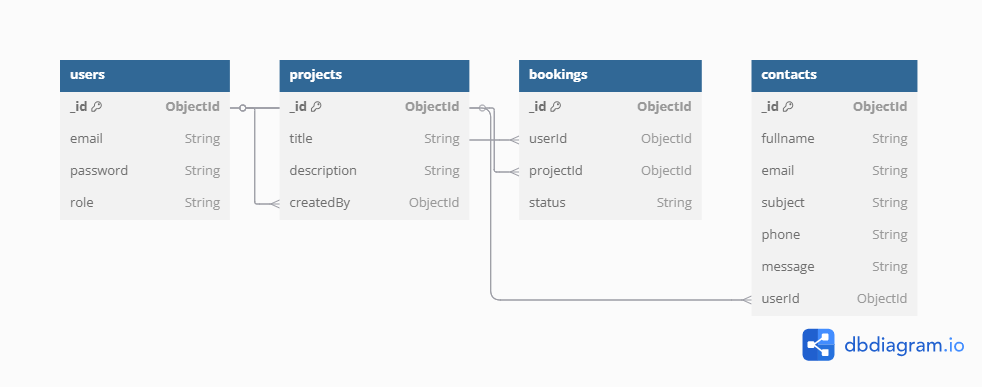 users
_id ObjectId
email String
password String
role String
projects
_id ObjectId
title String
description String
createdBy ObjectId
bookings
_id ObjectId
userId ObjectId
projectId ObjectId
status String
contacts
_id ObjectId
fullname String
email String
subject String
phone String
message String
userId ObjectId
dbdiagram.io